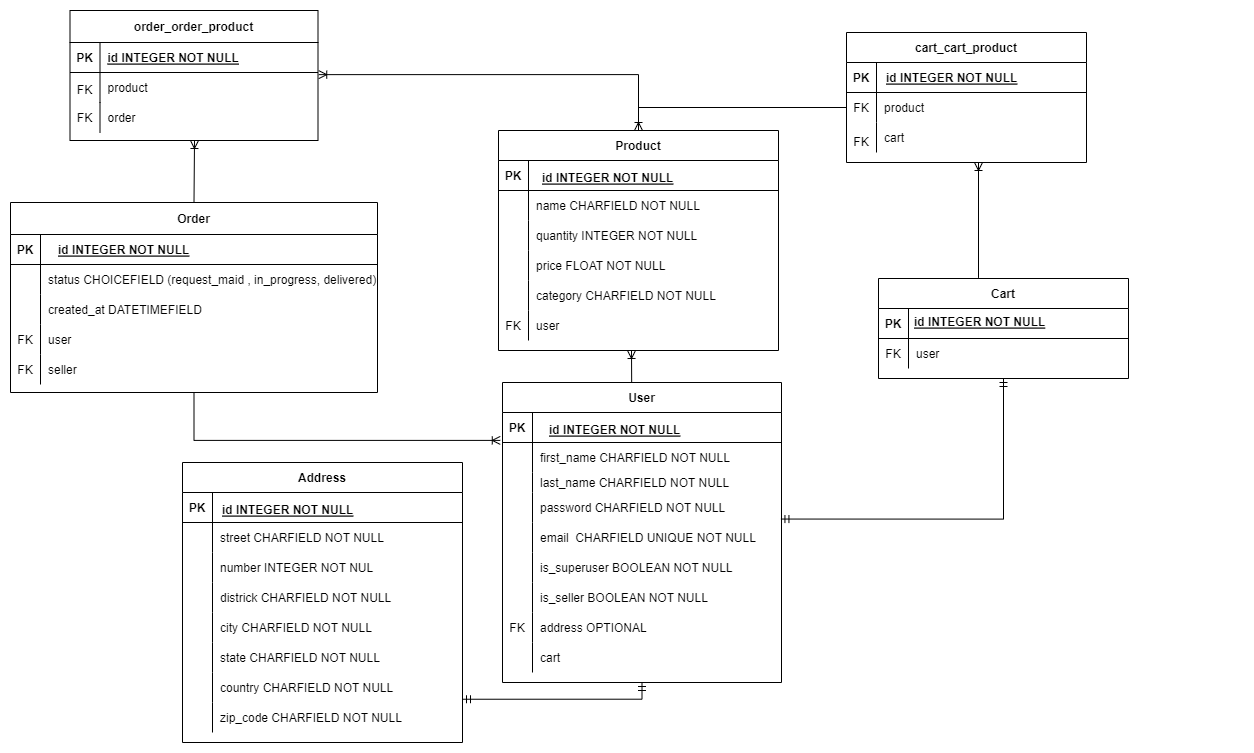 order_order_product
PK id INTEGER NOT NULL
FK product
FK order
cart_cart_product
PK id INTEGER NOT NULL
FK product
FK cart
Product
PK id INTEGER NOT NULL
name CHARFIELD NOT NULL
quantity INTEGER NOT NULL
price FLOAT NOT NULL
category CHARFIELD NOT NULL
FK user
Order
PK id INTEGER NOT NULL
status CHOICEFIELD (request_maid , in_progress, delivered)
created_at DATETIMEFIELD
FK user
FK seller
Cart
PK id INTEGER NOT NULL
FK user
User
PK id INTEGER NOT NULL
first_name CHARFIELD NOT NULL
last_name CHARFIELD NOT NULL
password CHARFIELD NOT NULL
email  CHARFIELD UNIQUE NOT NULL
is_superuser BOOLEAN NOT NULL
is_seller BOOLEAN NOT NULL
FK address OPTIONAL
cart
Address
PK id INTEGER NOT NULL
street CHARFIELD NOT NULL
number INTEGER NOT NUL
districk CHARFIELD NOT NULL
city CHARFIELD NOT NULL
state CHARFIELD NOT NULL
country CHARFIELD NOT NULL
zip_code CHARFIELD NOT NULL